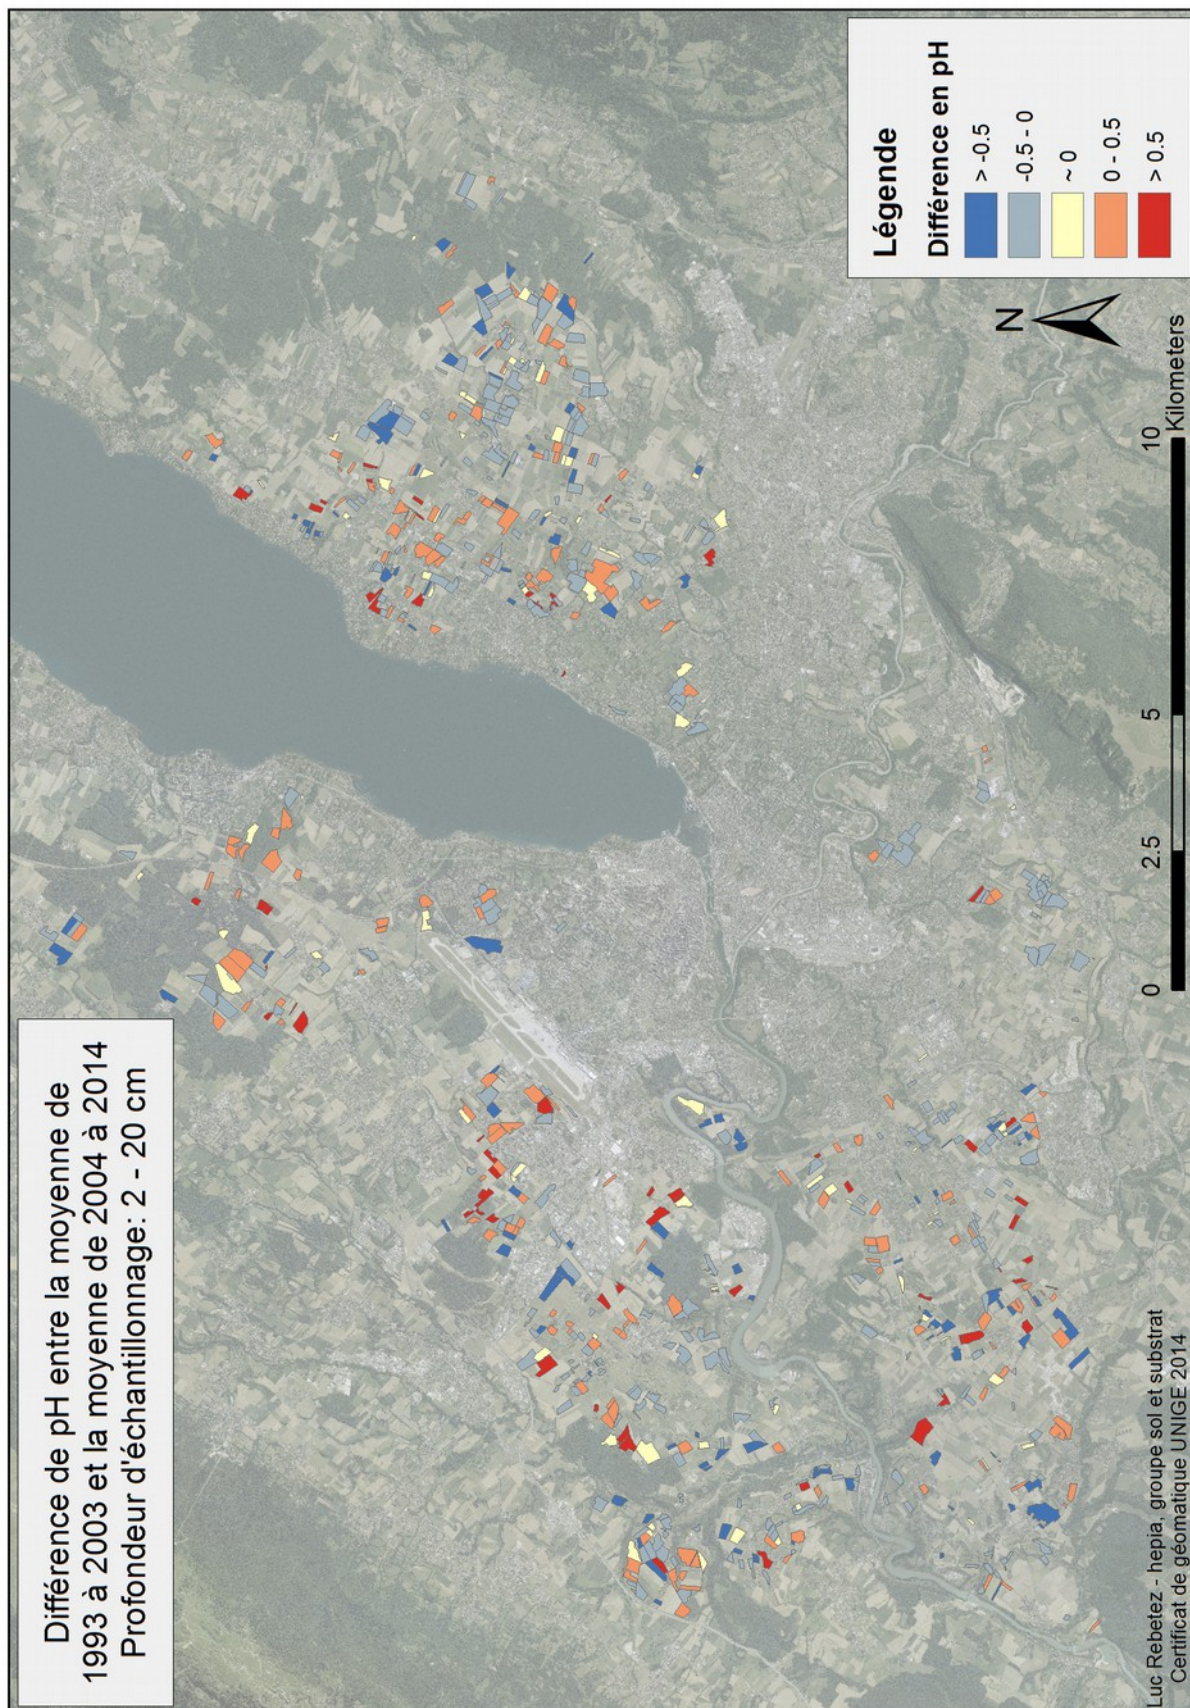 Différence de pH entre la moyenne de
1993 à 2003 et la moyenne de 2004 à 2014
Profondeur d'échantillonnage: 2 - 20 cm
Légende
Différence en pH
> -0.5
-0.5 - 0
~ 0
0 - 0.5
> 0.5
N
0 2.5 5 10
Kilometers
Luc Rebetez - hepia, groupe sol et substrat
Certificat de géomatique UNIGE 2014